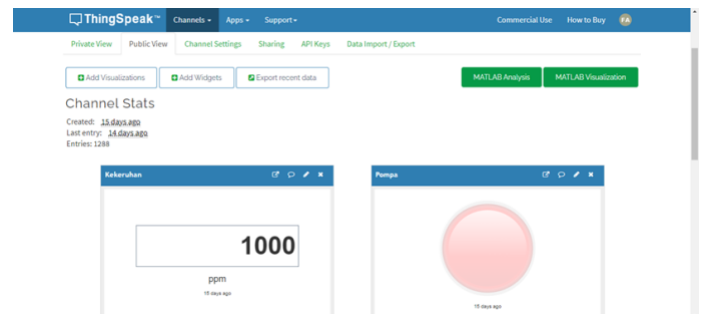 ThingSpeak™ Channels Apps Support Commercial Use How to Buy FA
Private View Public View Channel Settings Sharing API Keys Data Import / Export
Add Visualizations Add Widgets Export recent data MATLAB Analysis MATLAB Visualization
Channel Stats
Created: 15 days ago
Last entry: 14 days ago
Entries: 1288
Kekeruhan Pompa
1000
ppm
15 days ago
15 days ago